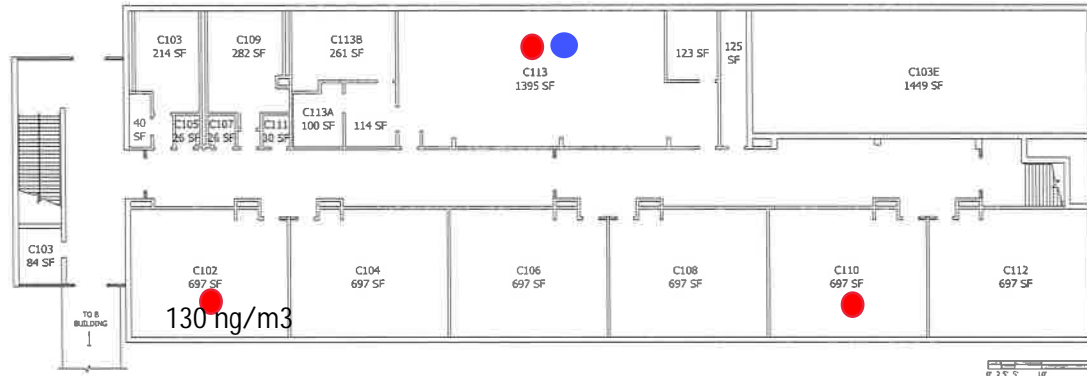 C103
214 SF
C109
282 SF
C113B
261 SF
C113
1395 SF
123 SF
125
SF
C103E
1449 SF
40
SF
C105
26 SF
C107
26 SF
C111
30 SF
C113A
100 SF
114 SF
C103
84 SF
C102
697 SF
C104
697 SF
C106
697 SF
C108
697 SF
C110
697 SF
C112
697 SF
130 ng/m3
TO B
BUILDING